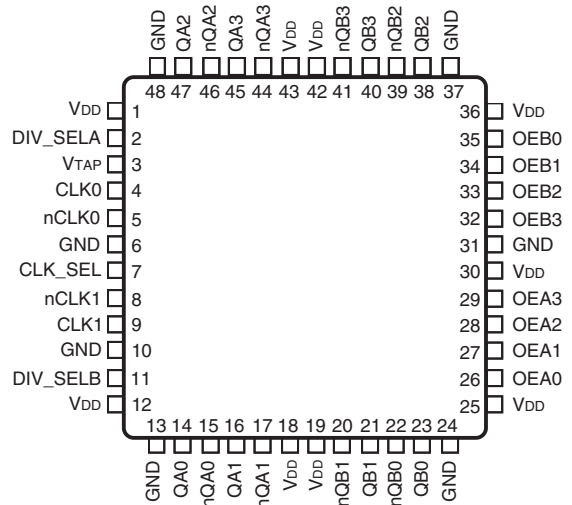 GND QA2 nQA2 QA3 nQA3 VDD VDD nQB3 QB3 nQB2 QB2 GND
48 47 46 45 44 43 42 41 40 39 38 37
VDD 1 36 VDD
DIV_SELA 2 35 OEB0
VTAP 3 34 OEB1
CLK0 4 33 OEB2
nCLK0 5 32 OEB3
GND 6 31 GND
CLK_SEL 7 30 VDD
nCLK1 8 29 OEA3
CLK1 9 28 OEA2
GND 10 27 OEA1
DIV_SELB 11 26 OEA0
VDD 12 25 VDD
13 14 15 16 17 18 19 20 21 22 23 24
GND QA0 nQA0 QA1 nQA1 VDD VDD nQB1 QB1 nQB0 QB0 GND